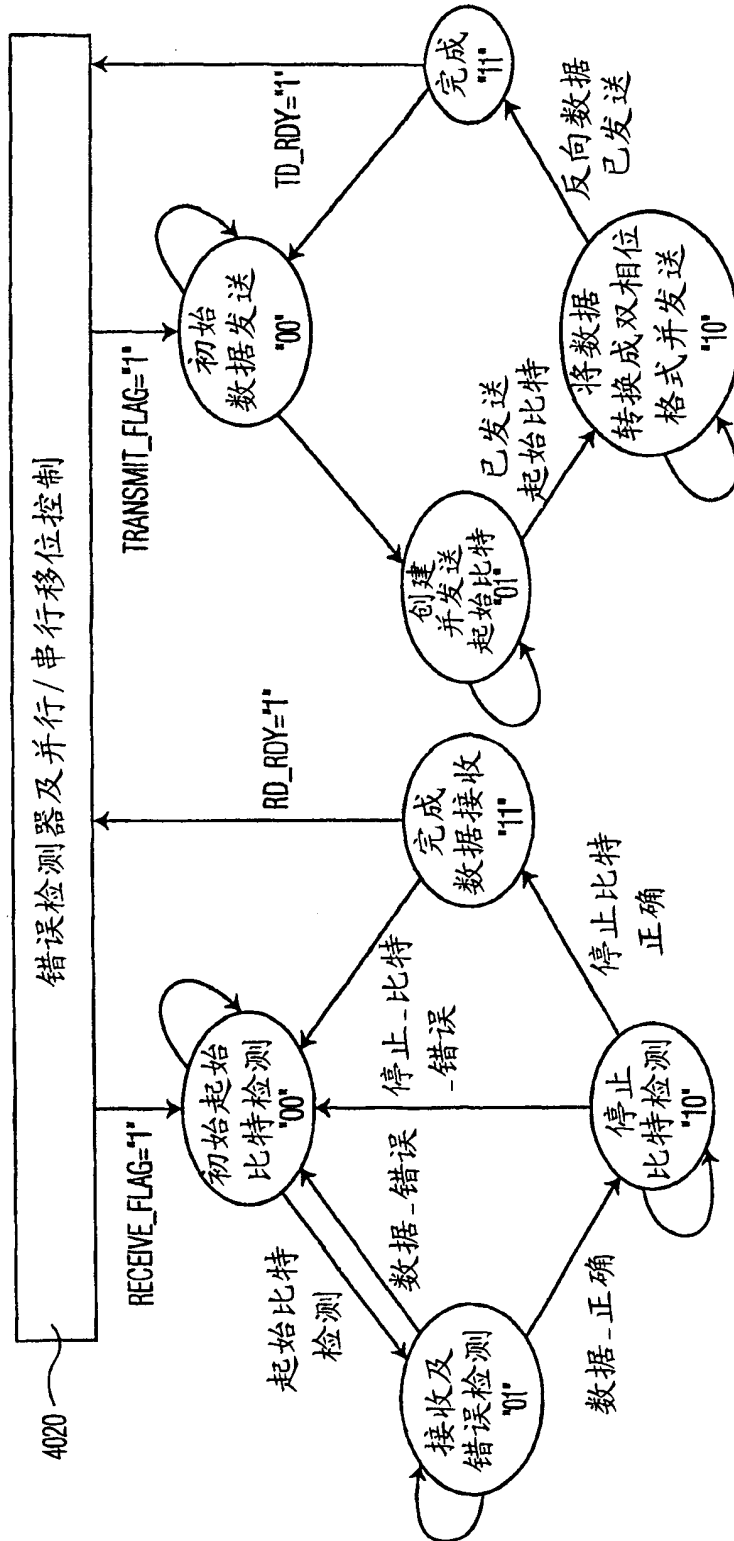 4020
错误检测器及并行/串行移位控制
RECEIVE_FLAG="1"
RD_RDY="1"
TRANSMIT_FLAG="1"
TD_RDY="1"
初始起始
比特检测
"00"
起始比特
检测
数据_错误
停止_比特
_错误
接收及
错误检测
"01"
完成
数据接收
"11"
数据_正确
停止
比特检测
"10"
停止比特
正确
初始
数据发送
"00"
创建
并发送
起始比特
"01"
已发送
起始比特
将数据
转换成双相位
格式并发送
"10"
反向数据
已发送
完成
"11"